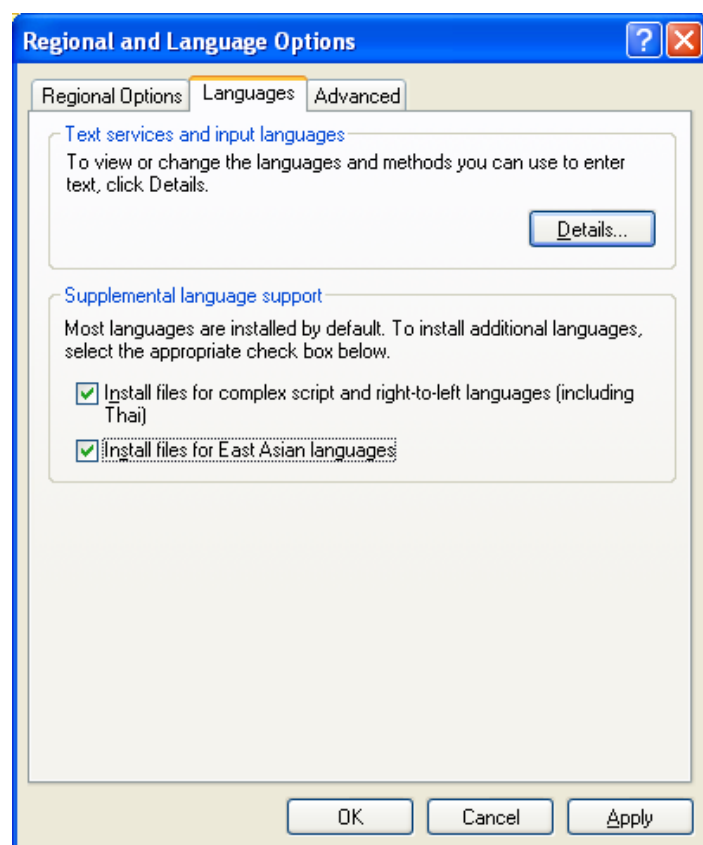 Regional and Language Options
Regional Options Languages Advanced
Text services and input languages
To view or change the languages and methods you can use to enter
text, click Details.
Details...
Supplemental language support
Most languages are installed by default. To install additional languages,
select the appropriate check box below.
Install files for complex script and right-to-left languages (including
Thai)
Install files for East Asian languages
OK Cancel Apply